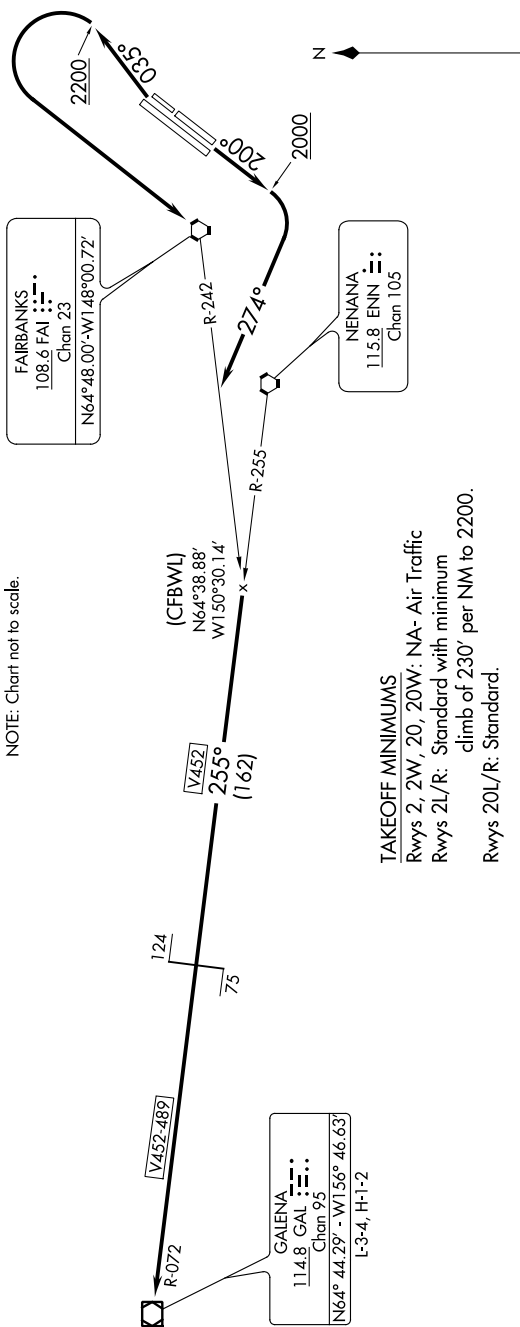 NOTE: Chart not to scale.
FAIRBANKS
108.6 FAI
Chan 23
N64°48.00'-W148°00.72'
2200
035°
200°
2000
N
R-242
274°
NENANA
115.8 ENN
Chan 105
R-255
(CFBWL)
N64°38.88'
W150°30.14'
x
V452
255°
(162)
124
75
V452-489
R-072
GALENA
114.8 GAL
Chan 95
N64° 44.29' - W156° 46.63'
L-3-4, H-1-2
TAKEOFF MINIMUMS
Rwys 2, 2W, 20, 20W: NA- Air Traffic
Rwys 2L/R: Standard with minimum
climb of 230' per NM to 2200.
Rwys 20L/R: Standard.